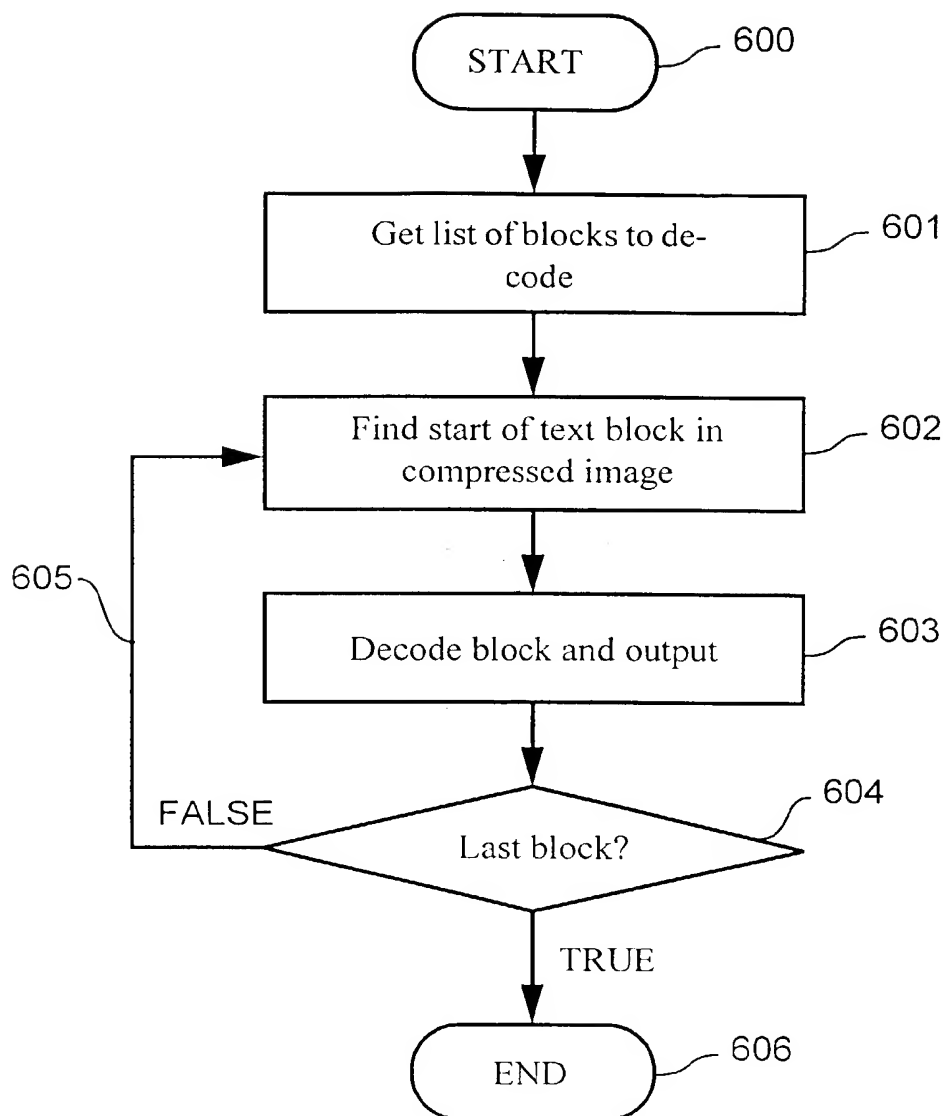 START
600
Get list of blocks to de-
code
601
Find start of text block in
compressed image
602
605
Decode block and output
603
FALSE
Last block?
604
TRUE
END
606